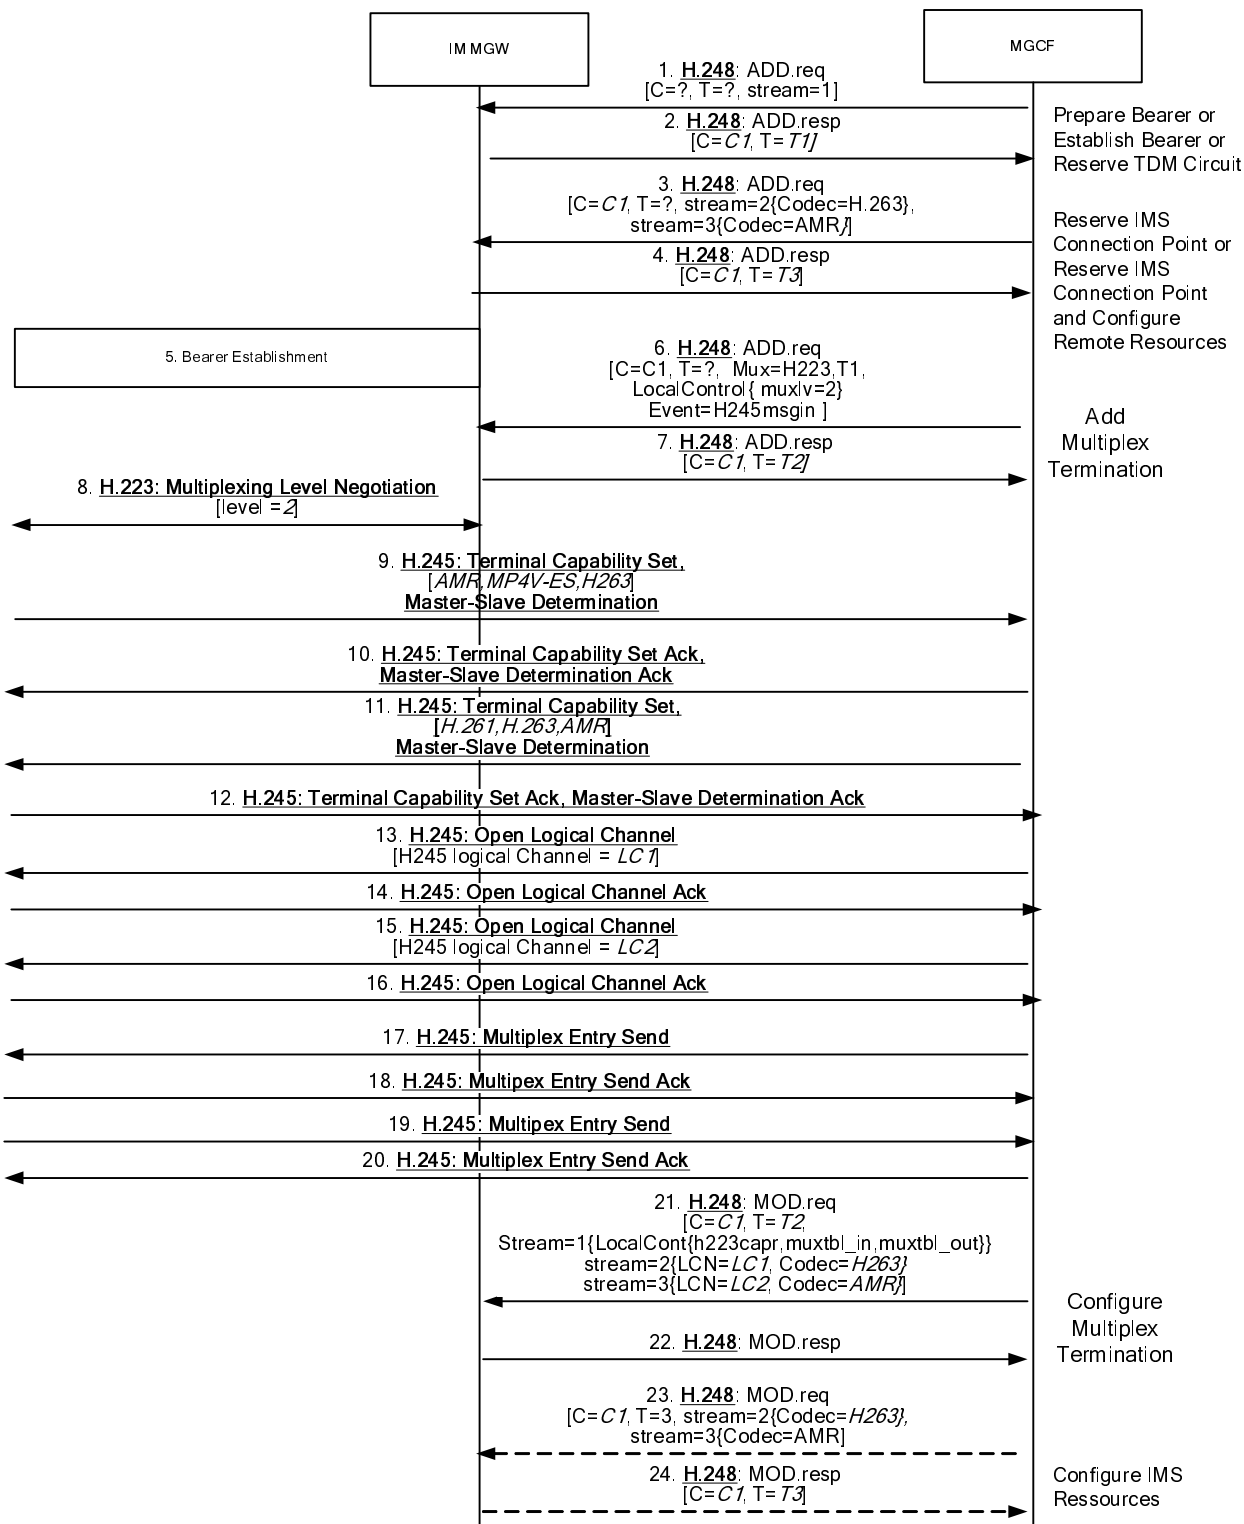 IM MGW
MGCF
1. H.248: ADD.req
[C=?, T=?, stream=1]
2. H.248: ADD.resp
[C=C1, T=T1]
Prepare Bearer or
Establish Bearer or
Reserve TDM Circuit
3. H.248: ADD.req
[C=C1, T=?, stream=2{Codec=H.263},
stream=3{Codec=AMR}]
4. H.248: ADD.resp
[C=C1, T=T3]
Reserve IMS
Connection Point or
Reserve IMS
Connection Point
and Configure
Remote Resources
5. Bearer Establishment
6. H.248: ADD.req
[C=C1, T=?, Mux=H223,T1,
LocalControl{ muxlv=2}
Event=H245msgin ]
7. H.248: ADD.resp
[C=C1, T=T2]
Add
Multiplex
Termination
8. H.223: Multiplexing Level Negotiation
[level =2]
9. H.245: Terminal Capability Set,
[AMR,MP4V-ES,H263]
Master-Slave Determination
10. H.245: Terminal Capability Set Ack,
Master-Slave Determination Ack
11. H.245: Terminal Capability Set,
[H.261,H.263,AMR]
Master-Slave Determination
12. H.245: Terminal Capability Set Ack, Master-Slave Determination Ack
13. H.245: Open Logical Channel
[H245 logical Channel = LC1]
14. H.245: Open Logical Channel Ack
15. H.245: Open Logical Channel
[H245 logical Channel = LC2]
16. H.245: Open Logical Channel Ack
17. H.245: Multiplex Entry Send
18. H.245: Multipex Entry Send Ack
19. H.245: Multipex Entry Send
20. H.245: Multiplex Entry Send Ack
21. H.248: MOD.req
[C=C1, T=T2,
Stream=1{LocalCont{h223capr,muxtbl_in,muxtbl_out}}
stream=2{LCN=LC1, Codec=H263}
stream=3{LCN=LC2, Codec=AMR}]
22. H.248: MOD.resp
Configure
Multiplex
Termination
23. H.248: MOD.req
[C=C1, T=3, stream=2{Codec=H263},
stream=3{Codec=AMR]
24. H.248: MOD.resp
[C=C1, T=T3]
Configure IMS
Ressources